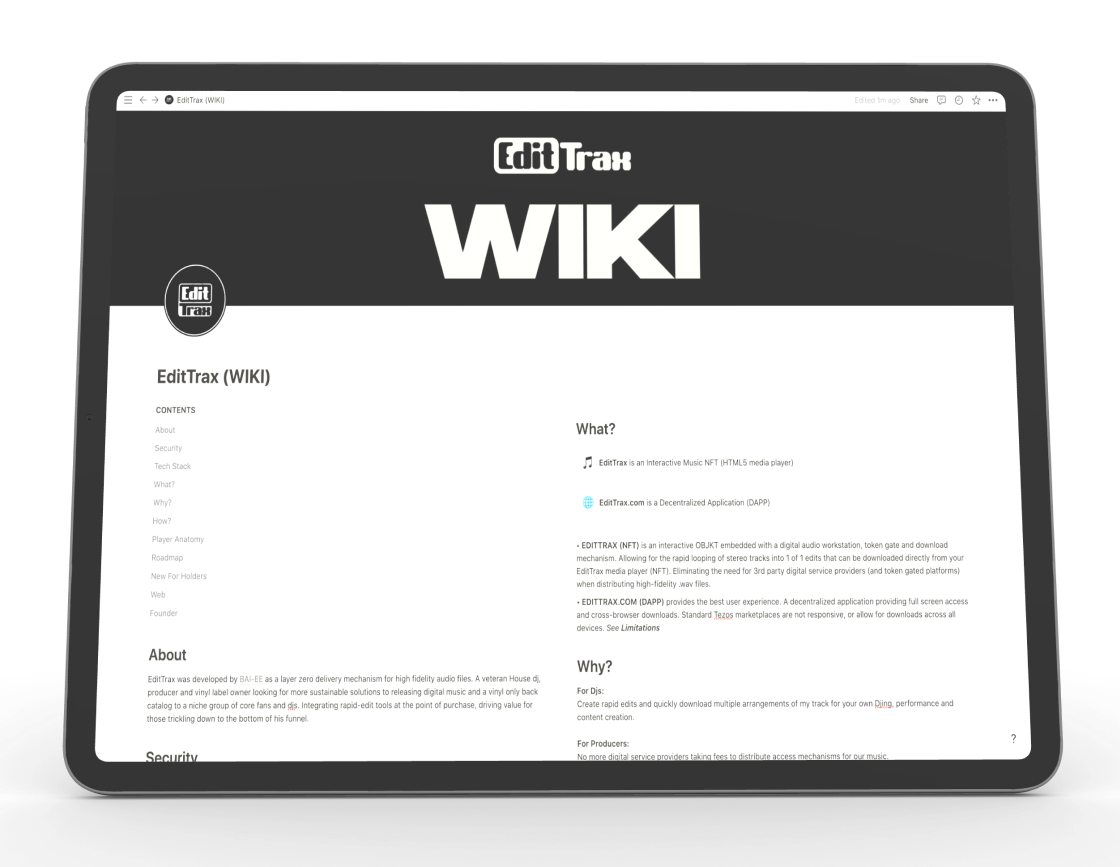 EditTrax (WIKI)
Edited 1m ago
Share
Edit Trax
WIKI
Edit
Trax
EditTrax (WIKI)
CONTENTS
About
Security
Tech Stack
What?
Why?
How?
Player Anatomy
Roadmap
New For Holders
Web
Founder
About
EditTrax was developed by BAI-EE as a layer zero delivery mechanism for high fidelity audio files. A veteran House dj,
producer and vinyl label owner looking for more sustainable solutions to releasing digital music and a vinyl only back
catalog to a niche group of core fans and djs. Integrating rapid-edit tools at the point of purchase, driving value for
those trickling down to the bottom of his funnel.
Security
What?
EditTrax is an Interactive Music NFT (HTML5 media player)
EditTrax.com is a Decentralized Application (DAPP)
• EDITTRAX (NFT) is an interactive OBJKT embedded with a digital audio workstation, token gate and download
mechanism. Allowing for the rapid looping of stereo tracks into 1 of 1 edits that can be downloaded directly from your
EditTrax media player (NFT). Eliminating the need for 3rd party digital service providers (and token gated platforms)
when distributing high-fidelity .wav files.
• EDITTRAX.COM (DAPP) provides the best user experience. A decentralized application providing full screen access
and cross-browser downloads. Standard Tezos marketplaces are not responsive, or allow for downloads across all
devices. See Limitations
Why?
For Djs:
Create rapid edits and quickly download multiple arrangements of my track for your own Djing, performance and
content creation.
For Producers:
No more digital service providers taking fees to distribute access mechanisms for our music.
?